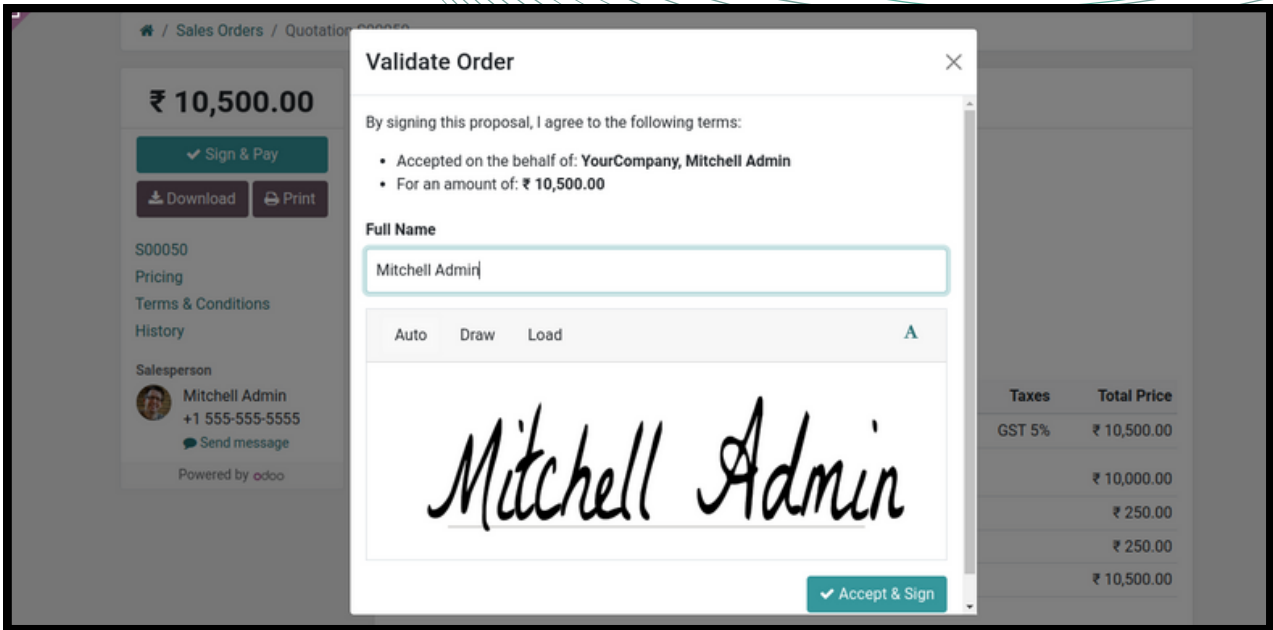 / Sales Orders / Quotation S00050
₹ 10,500.00
Sign & Pay
Download Print
S00050
Pricing
Terms & Conditions
History
Salesperson
Mitchell Admin
+1 555-555-5555
Send message
Powered by odoo
Validate Order
By signing this proposal, I agree to the following terms:
• Accepted on the behalf of: YourCompany, Mitchell Admin
• For an amount of: ₹ 10,500.00
Full Name
Mitchell Admin
Auto Draw Load A
Mitchell Admin
Accept & Sign
Taxes Total Price
GST 5% ₹ 10,500.00
₹ 10,000.00
₹ 250.00
₹ 250.00
₹ 10,500.00